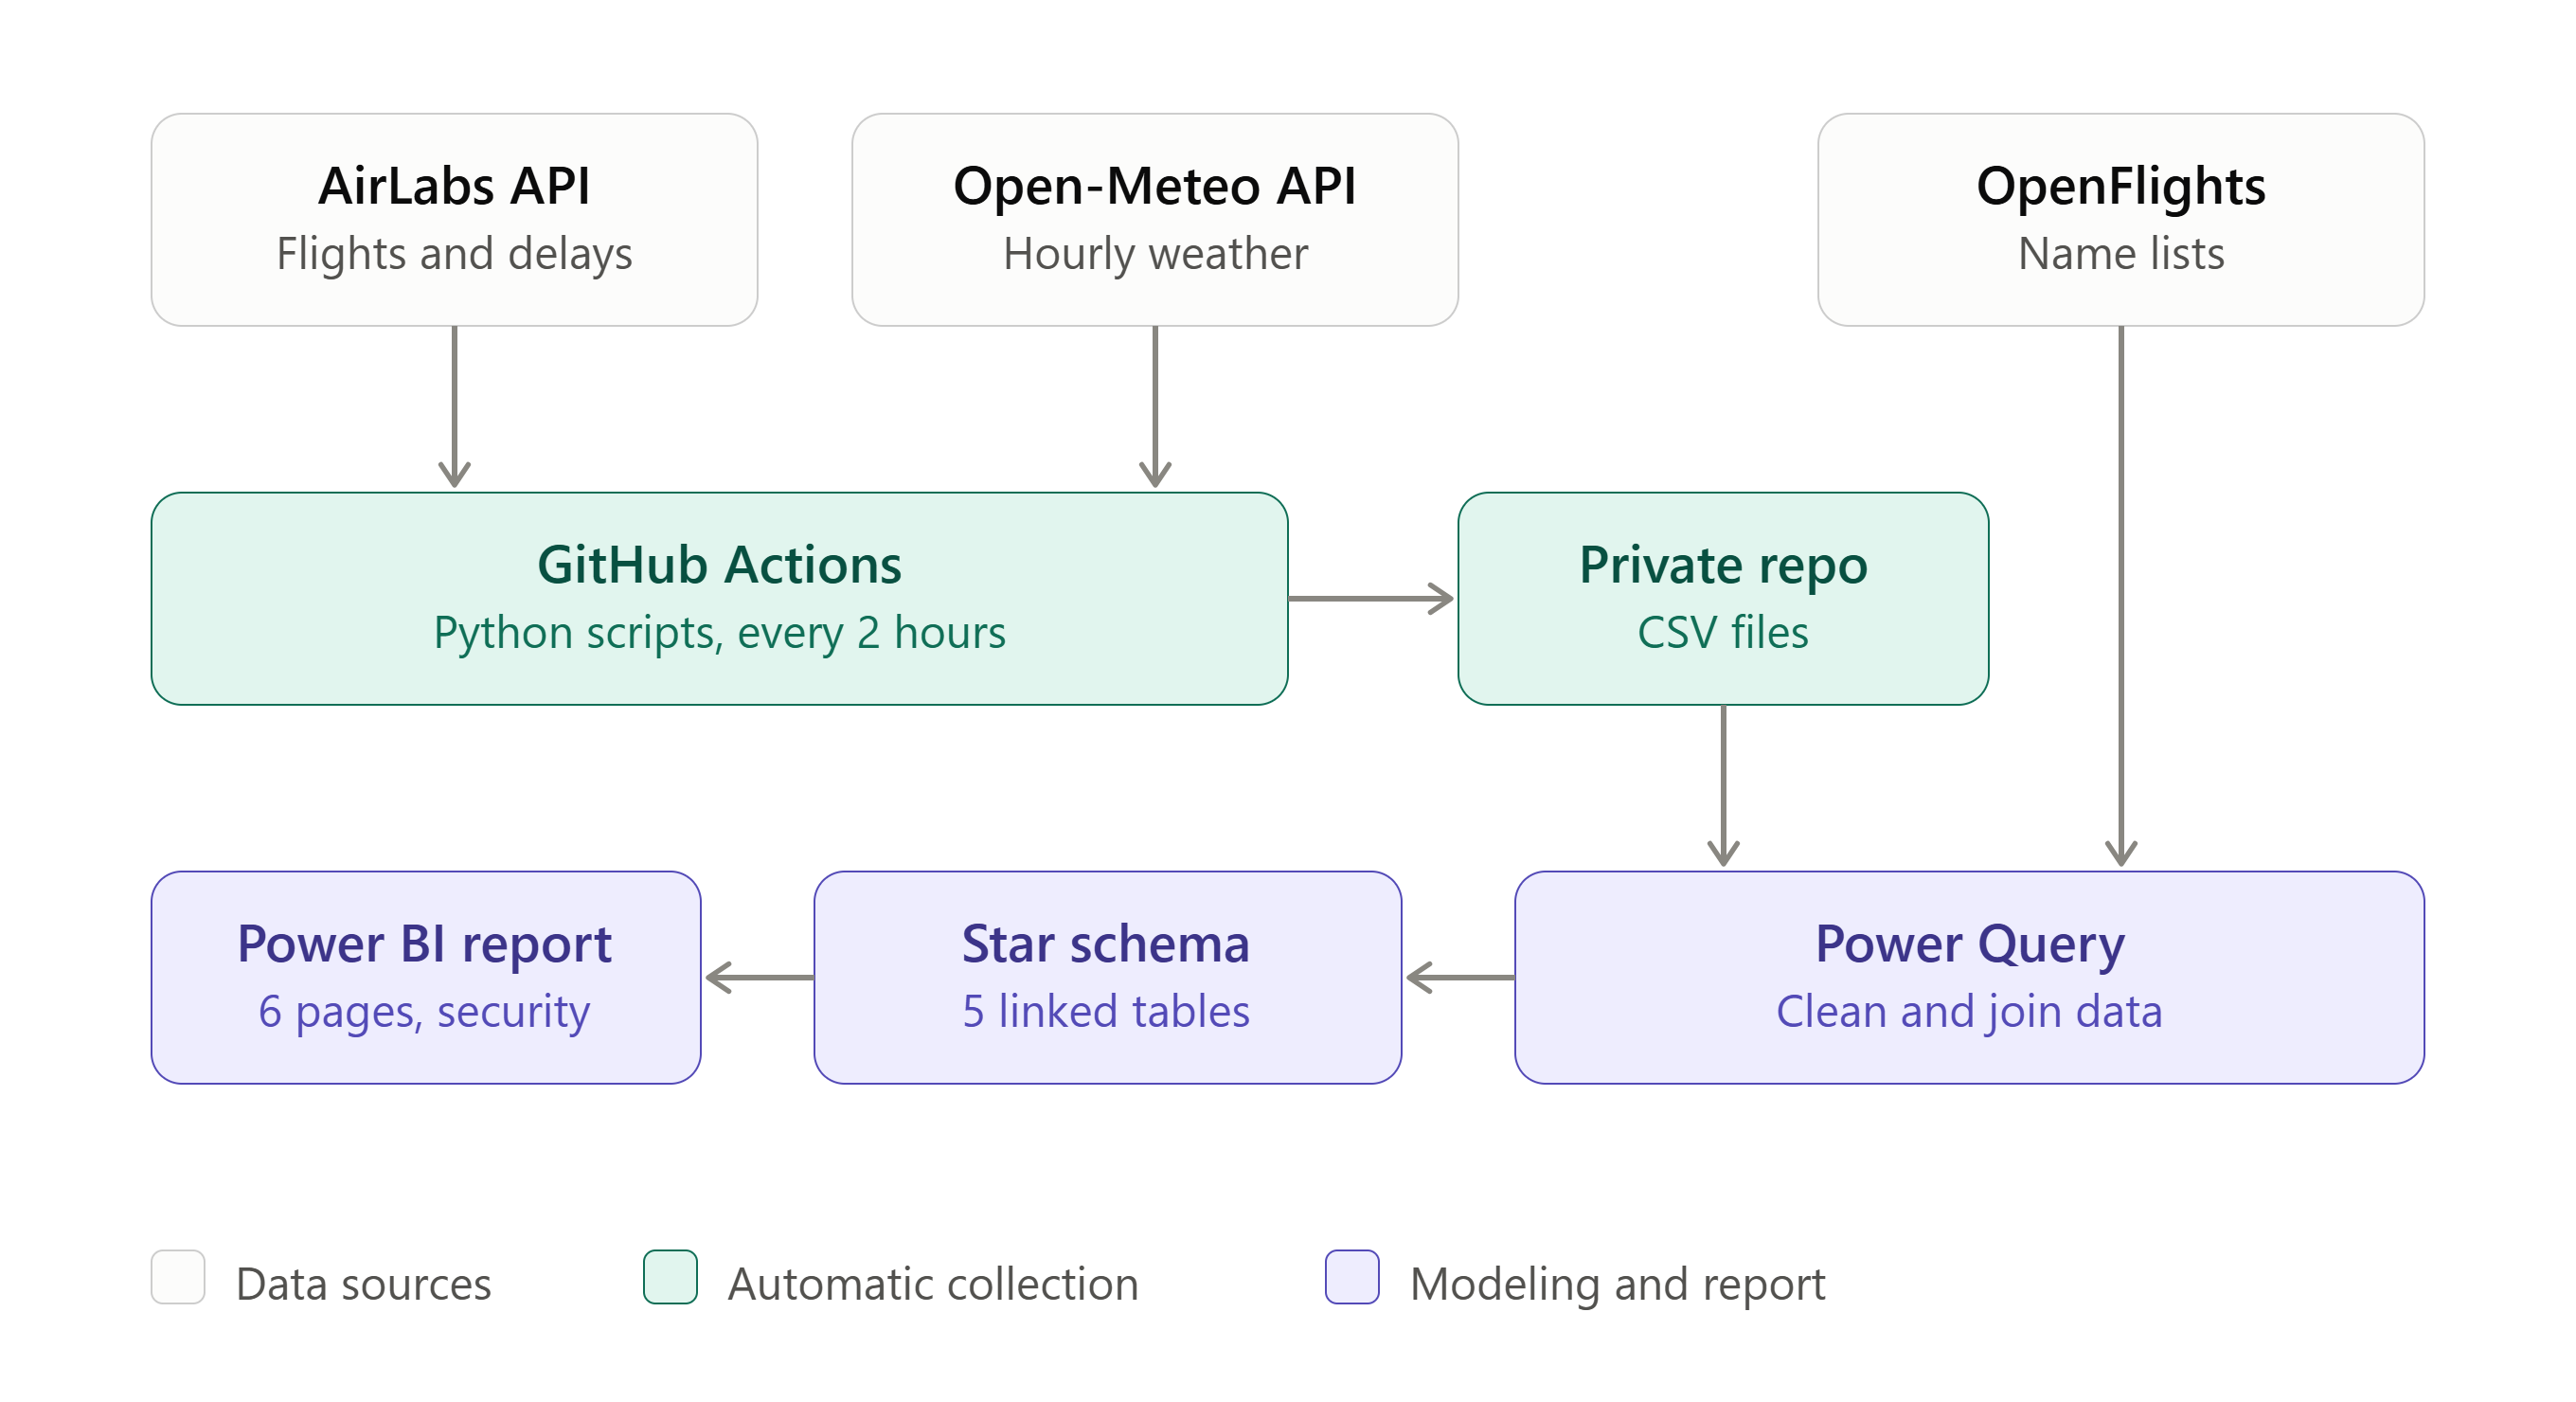 AirLabs API
Flights and delays
Open-Meteo API
Hourly weather
OpenFlights
Name lists
GitHub Actions
Python scripts, every 2 hours
Private repo
CSV files
Power BI report
6 pages, security
Star schema
5 linked tables
Power Query
Clean and join data
Data sources
Automatic collection
Modeling and report